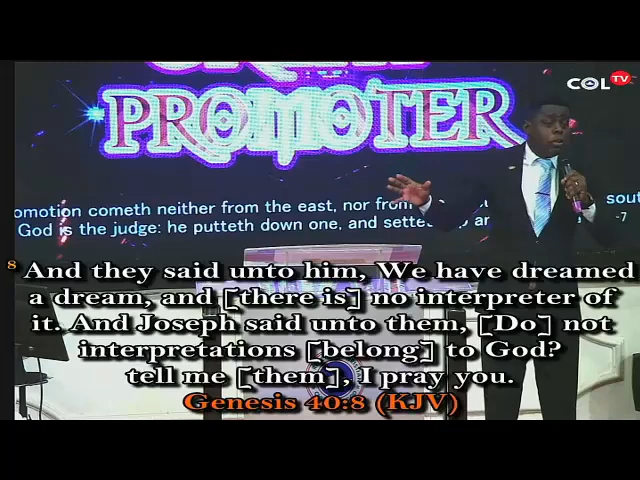 COL TV
PROMOTER
omotion cometh neither from the east, nor from sout
God is the judge: he putteth down one, and sette -7
8 And they said unto him, We have dreamed
a dream, and [there is] no interpreter of
it. And Joseph said unto them, [Do] not
interpretations [belong] to God?
tell me [them], I pray you.
Genesis 40:8 (KJV)